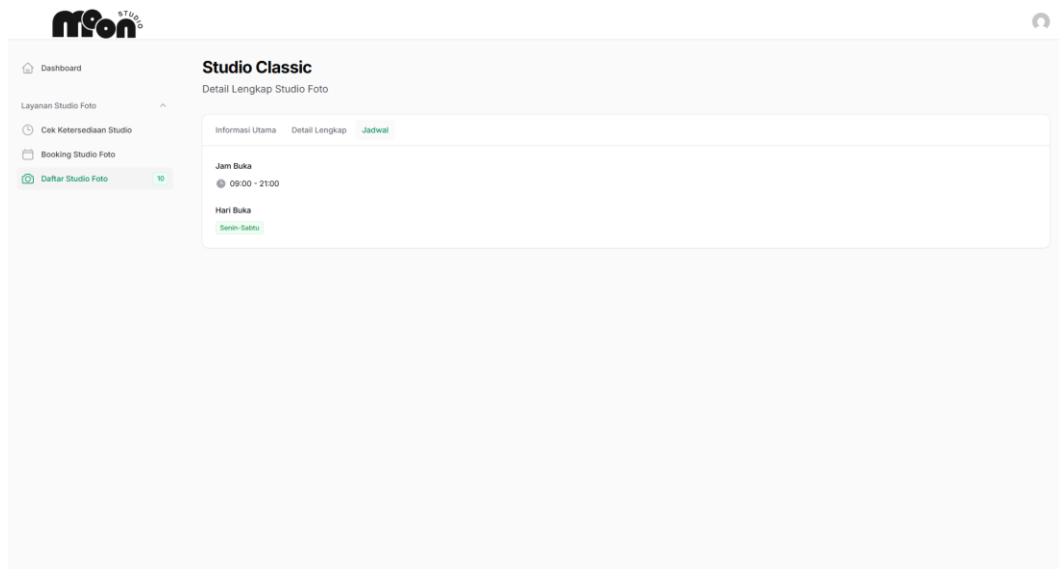 moon STUDIO
Dashboard
Layanan Studio Foto
Cek Ketersediaan Studio
Booking Studio Foto
Daftar Studio Foto 10
Studio Classic
Detail Lengkap Studio Foto
Informasi Utama Detail Lengkap Jadwal
Jam Buka
09:00 - 21:00
Hari Buka
Senin-Sabtu